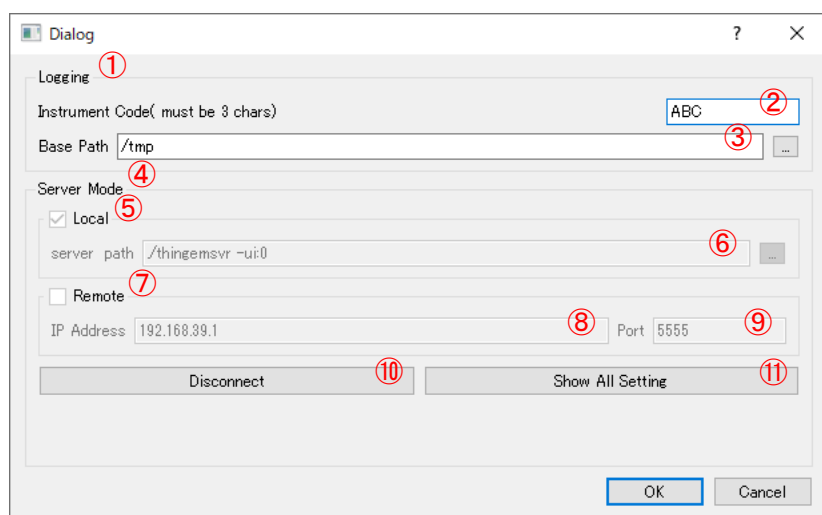 Dialog ? ×
① Logging
Instrument Code( must be 3 chars) ABC ②
Base Path /tmp ③ ...
④ Server Mode
⑤ Local
server path ./thingemsvr -ui:0 ⑥ ...
⑦ Remote
IP Address 192.168.39.1 ⑧ Port 5555 ⑨
Disconnect ⑩ Show All Setting ⑪
OK Cancel